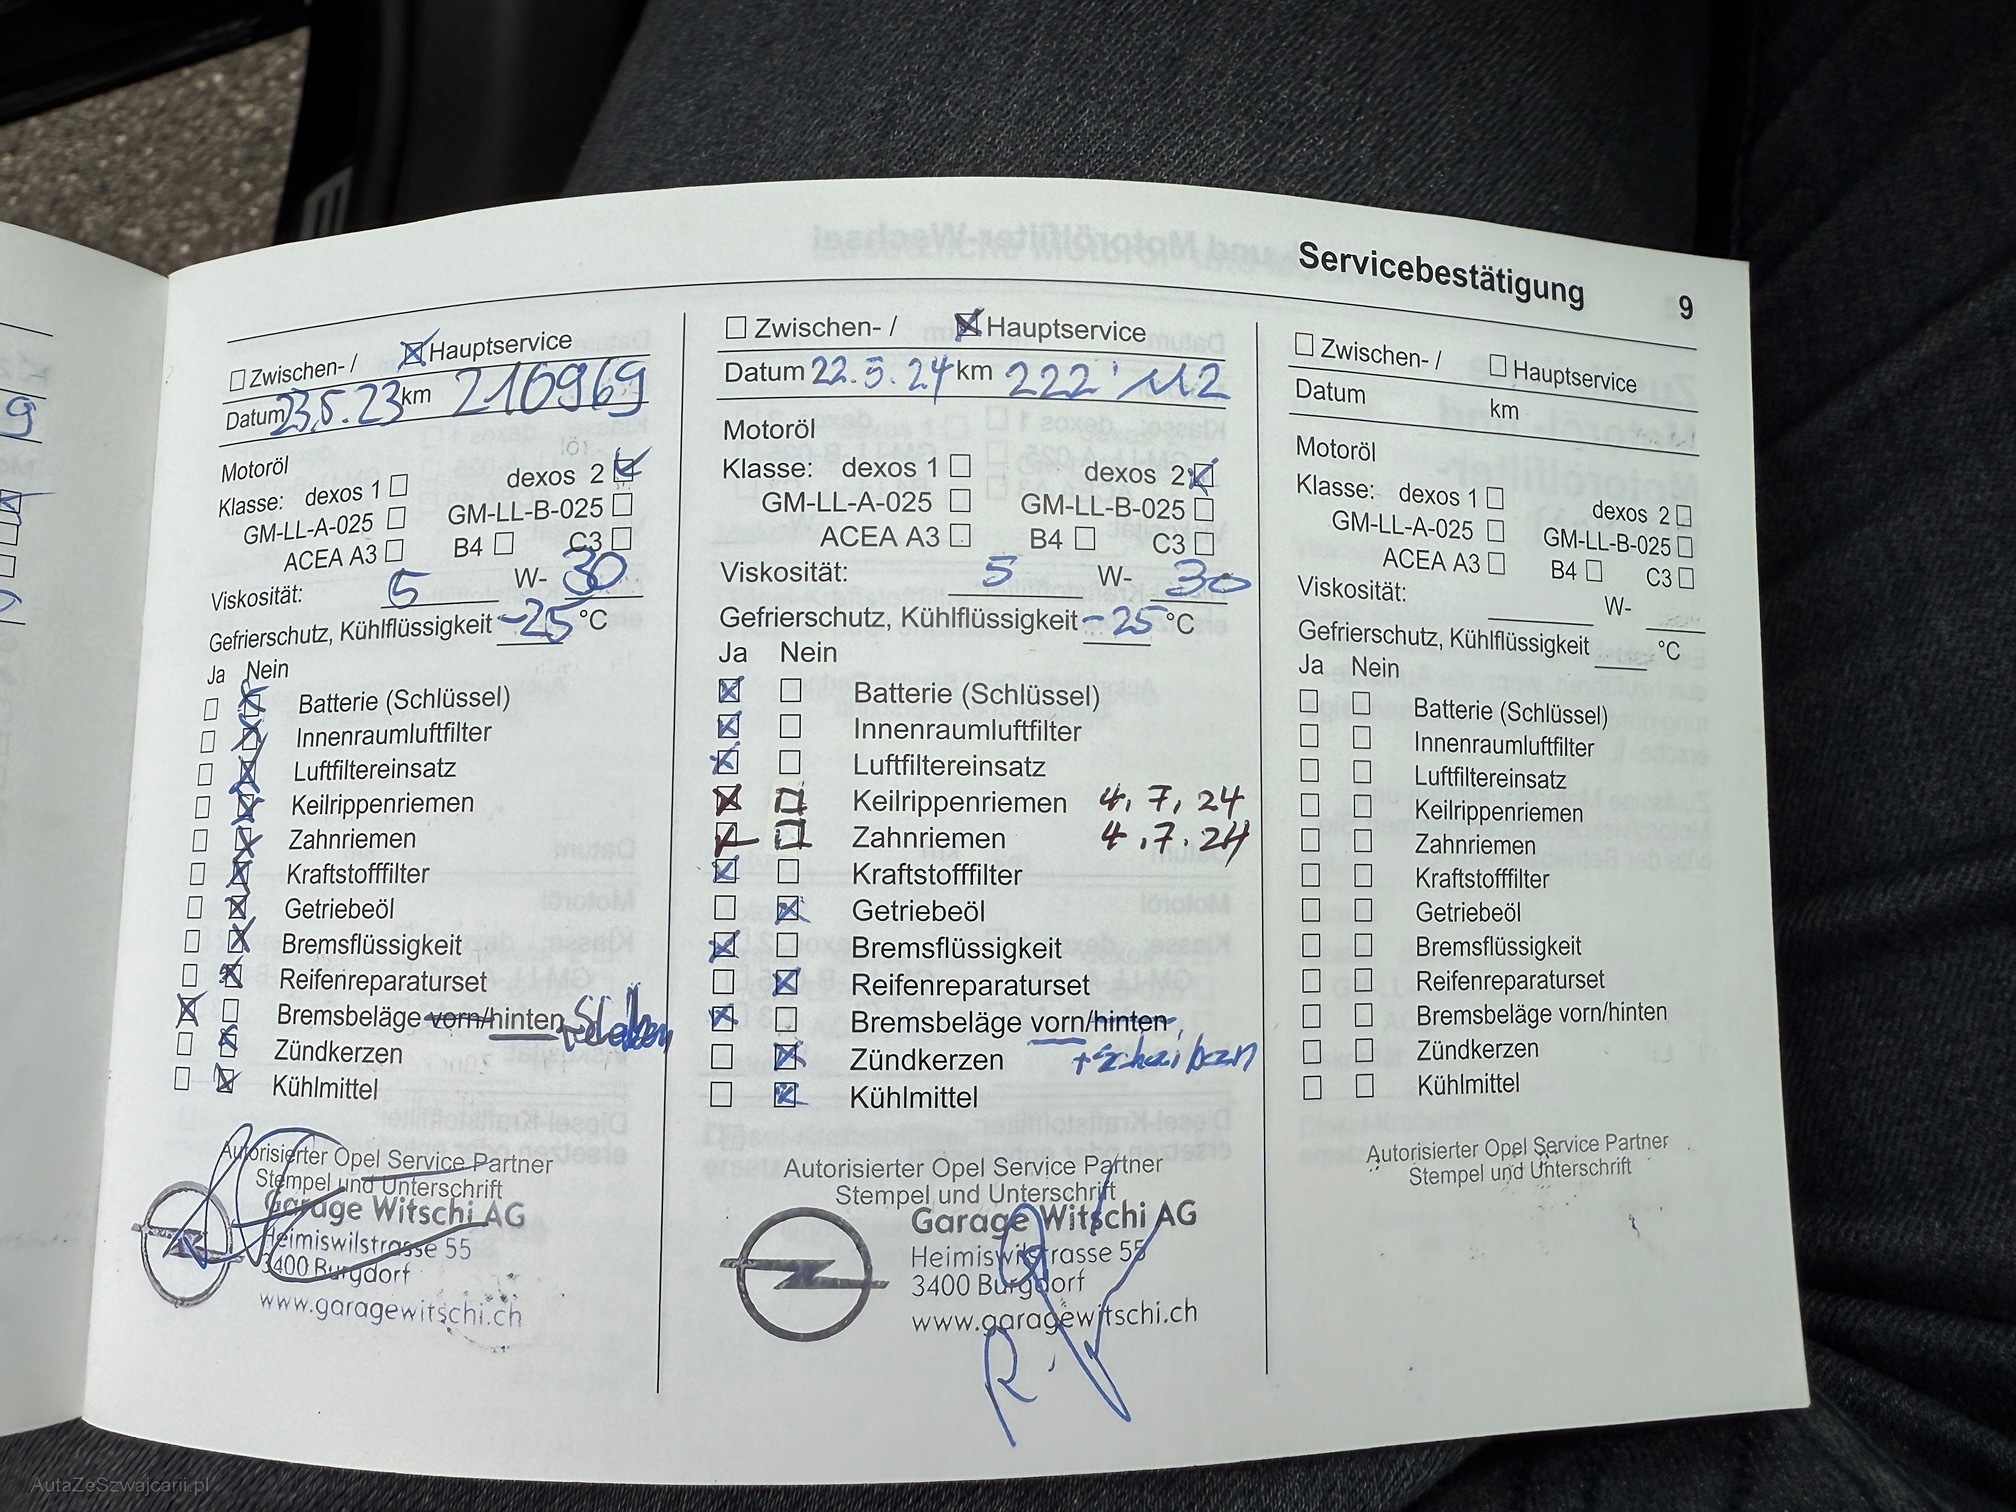 Servicebestätigung 9
Zwischen- / Hauptservice
Datum 23.5.23 km 210969
Motoröl
Klasse: dexos 1 dexos 2
GM-LL-A-025 GM-LL-B-025
ACEA A3 B4 C3
Viskosität: 5 W- 30
Gefrierschutz, Kühlflüssigkeit -25 °C
Ja Nein
Batterie (Schlüssel)
Innenraumluftfilter
Luftfiltereinsatz
Keilrippenriemen
Zahnriemen
Kraftstofffilter
Getriebeöl
Bremsflüssigkeit
Reifenreparaturset
Bremsbeläge vorn/hinten
Zündkerzen
Kühlmittel
Autorisierter Opel Service Partner
Stempel und Unterschrift
Garage Witschi AG
Heimiswilstrasse 55
3400 Burgdorf
www.garagewitschi.ch
Zwischen- / Hauptservice
Datum 22.5.24 km 222'112
Motoröl
Klasse: dexos 1 dexos 2
GM-LL-A-025 GM-LL-B-025
ACEA A3 B4 C3
Viskosität: 5 W- 30
Gefrierschutz, Kühlflüssigkeit -25 °C
Ja Nein
Batterie (Schlüssel)
Innenraumluftfilter
Luftfiltereinsatz
Keilrippenriemen 4.7.24
Zahnriemen 4.7.24
Kraftstofffilter
Getriebeöl
Bremsflüssigkeit
Reifenreparaturset
Bremsbeläge vorn/hinten
Zündkerzen + Scheiben
Kühlmittel
Autorisierter Opel Service Partner
Stempel und Unterschrift
Garage Witschi AG
Heimiswilstrasse 55
3400 Burgdorf
www.garagewitschi.ch
Zwischen- / Hauptservice
Datum km
Motoröl
Klasse: dexos 1 dexos 2
GM-LL-A-025 GM-LL-B-025
ACEA A3 B4 C3
Viskosität: W-
Gefrierschutz, Kühlflüssigkeit °C
Ja Nein
Batterie (Schlüssel)
Innenraumluftfilter
Luftfiltereinsatz
Keilrippenriemen
Zahnriemen
Kraftstofffilter
Getriebeöl
Bremsflüssigkeit
Reifenreparaturset
Bremsbeläge vorn/hinten
Zündkerzen
Kühlmittel
Autorisierter Opel Service Partner
Stempel und Unterschrift
AutaZeSzwajcarii.pl